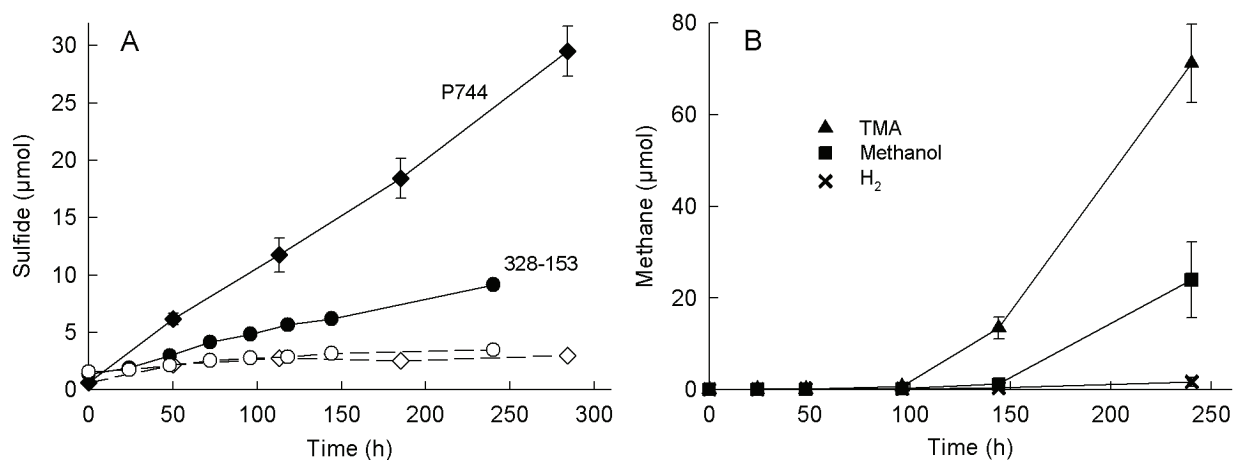 A
30
25
20
15
10
5
0
Sulfide (µmol)
P744
328-153
0 50 100 150 200 250 300
Time (h)
B
80
60
40
20
0
Methane (µmol)
TMA
Methanol
H₂
0 50 100 150 200 250
Time (h)